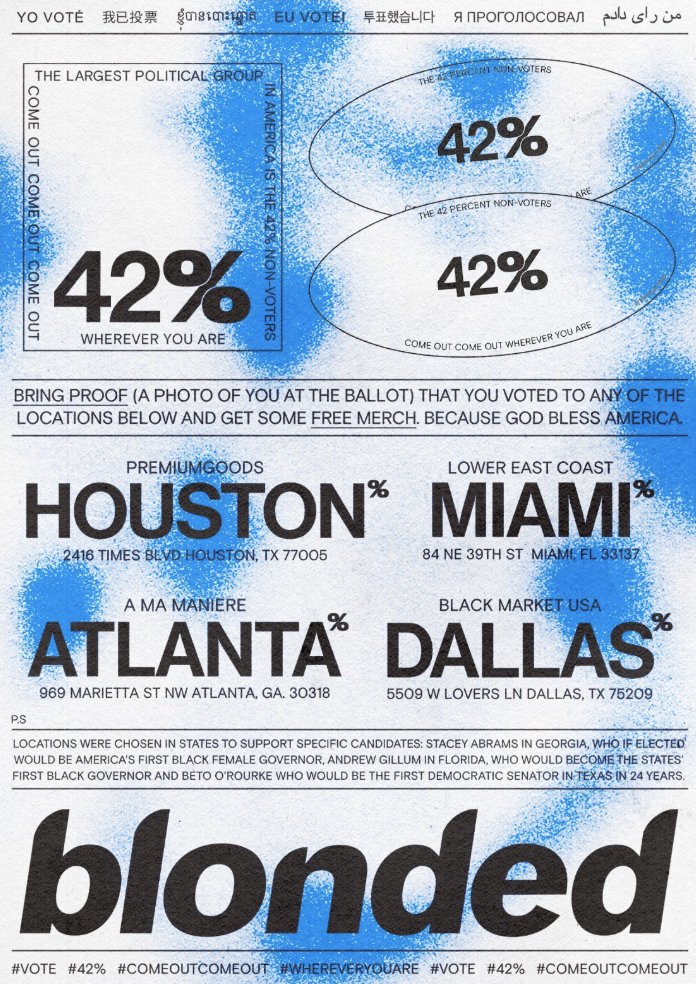 YO VOTÉ 我已投票 ខ្ញុំបានបោះឆ្នោត EU VOTEI 투표했습니다 Я ПРОГОЛОСОВАЛ من رای دادم
THE LARGEST POLITICAL GROUP
IN AMERICA IS THE 42% NON-VOTERS
COME OUT COME OUT COME OUT
42%
WHEREVER YOU ARE
THE 42 PERCENT NON-VOTERS
42%
ARE
THE 42 PERCENT NON-VOTERS
42%
COME OUT COME OUT WHEREVER YOU ARE
BRING PROOF (A PHOTO OF YOU AT THE BALLOT) THAT YOU VOTED TO ANY OF THE
LOCATIONS BELOW AND GET SOME FREE MERCH. BECAUSE GOD BLESS AMERICA.
PREMIUMGOODS
HOUSTON%
2416 TIMES BLVD HOUSTON, TX 77005
LOWER EAST COAST
MIAMI%
84 NE 39TH ST MIAMI, FL 33137
A MA MANIERE
ATLANTA%
969 MARIETTA ST NW ATLANTA, GA. 30318
BLACK MARKET USA
DALLAS%
5509 W LOVERS LN DALLAS, TX 75209
P.S
LOCATIONS WERE CHOSEN IN STATES TO SUPPORT SPECIFIC CANDIDATES: STACEY ABRAMS IN GEORGIA, WHO IF ELECTED
WOULD BE AMERICA'S FIRST BLACK FEMALE GOVERNOR, ANDREW GILLUM IN FLORIDA, WHO WOULD BECOME THE STATES'
FIRST BLACK GOVERNOR AND BETO O'ROURKE WHO WOULD BE THE FIRST DEMOCRATIC SENATOR IN TEXAS IN 24 YEARS.
blonded
#VOTE #42% #COMEOUTCOMEOUT #WHEREVERYOUARE #VOTE #42% #COMEOUTCOMEOUT